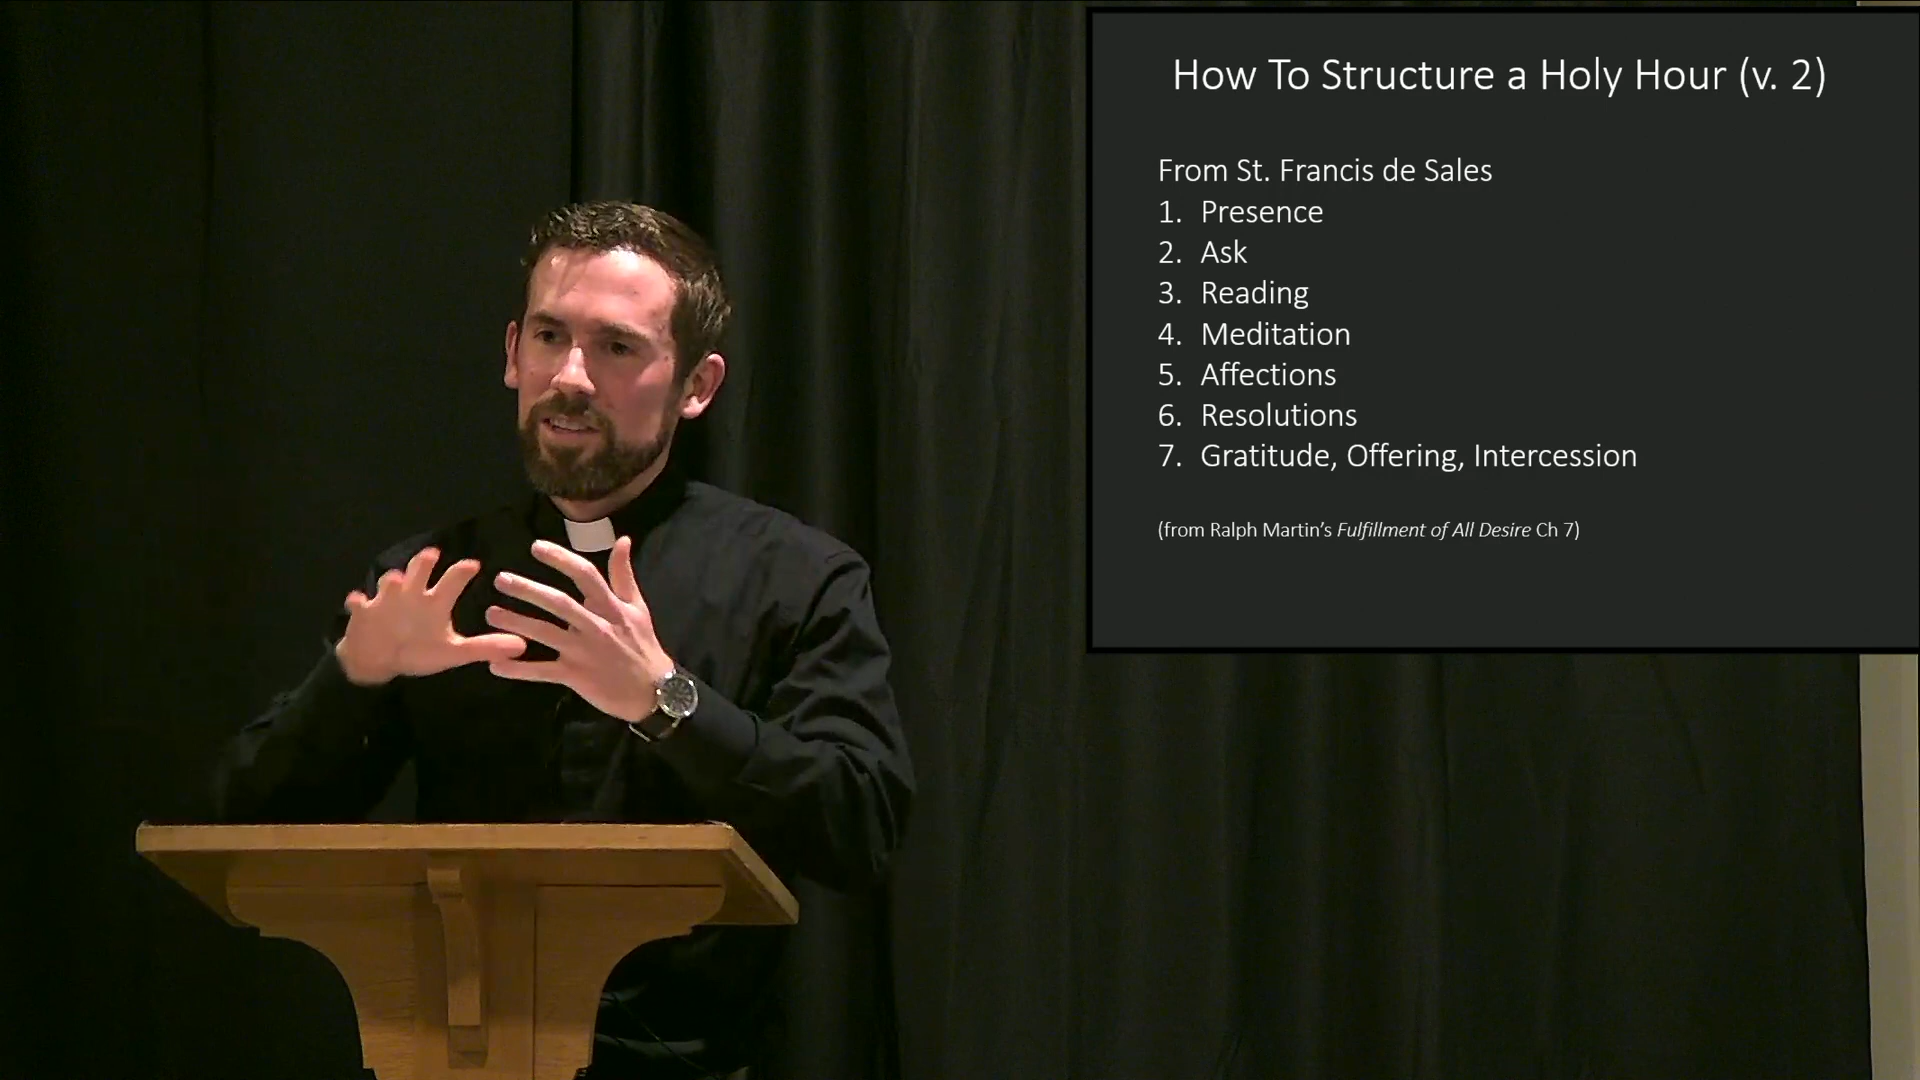 How To Structure a Holy Hour (v. 2)
From St. Francis de Sales
1. Presence
2. Ask
3. Reading
4. Meditation
5. Affections
6. Resolutions
7. Gratitude, Offering, Intercession
(from Ralph Martin’s Fulfillment of All Desire Ch 7)